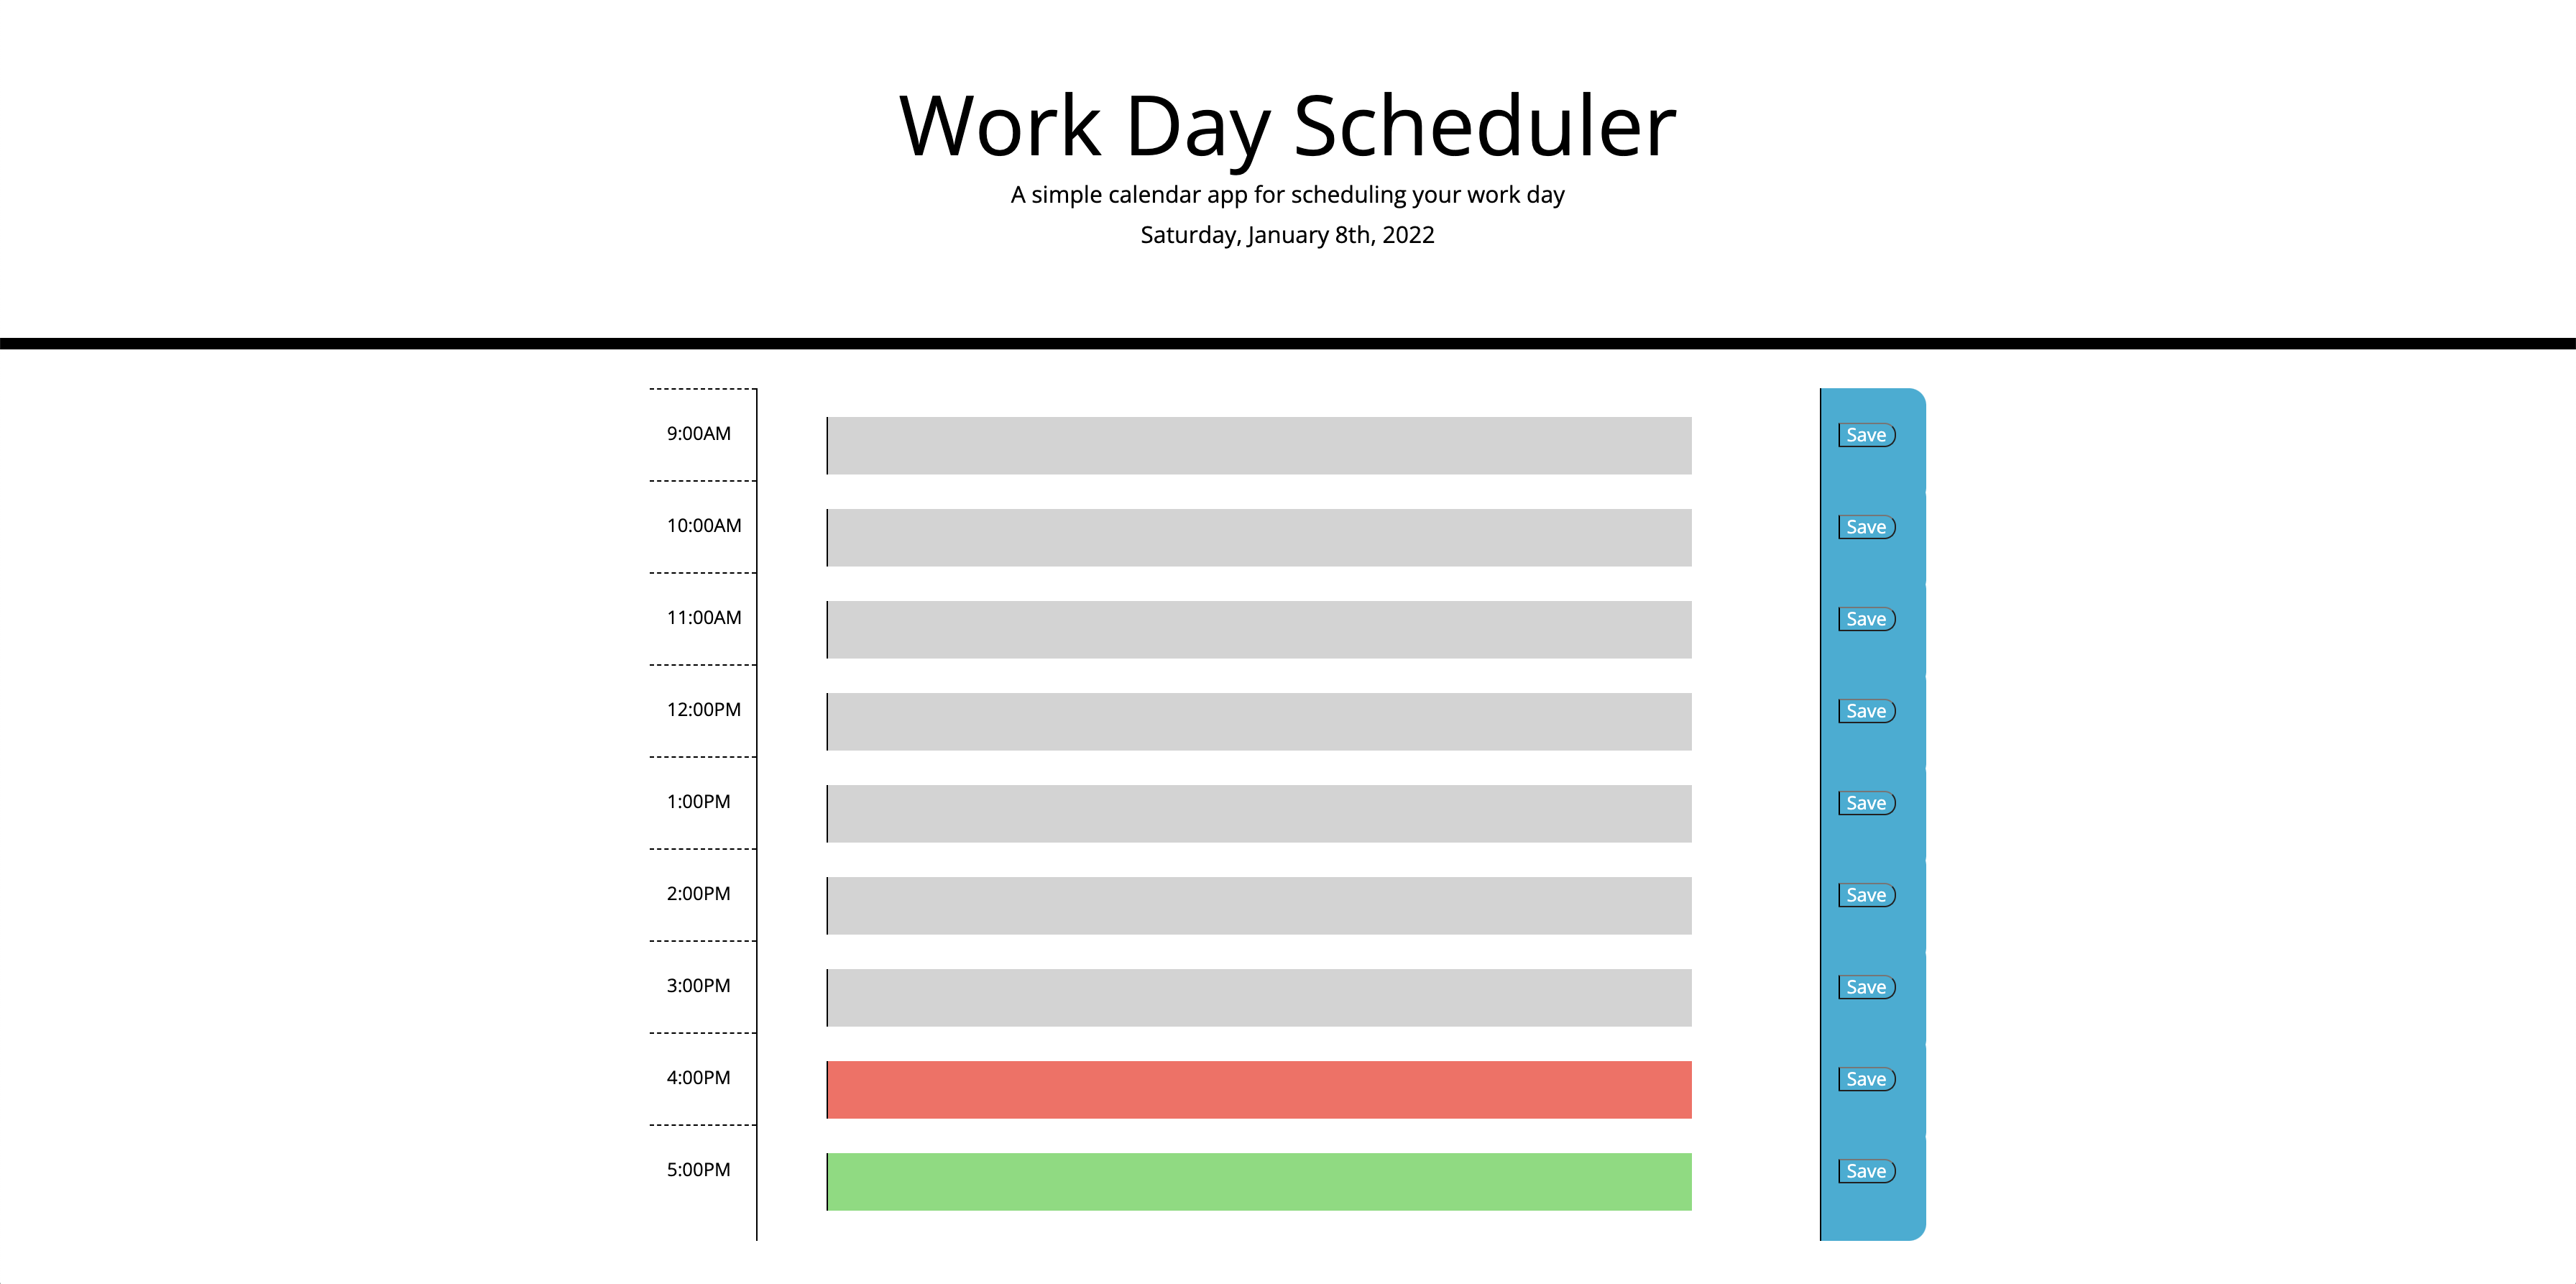 Work Day Scheduler
A simple calendar app for scheduling your work day
Saturday, January 8th, 2022
9:00AM Save
10:00AM Save
11:00AM Save
12:00PM Save
1:00PM Save
2:00PM Save
3:00PM Save
4:00PM Save
5:00PM Save